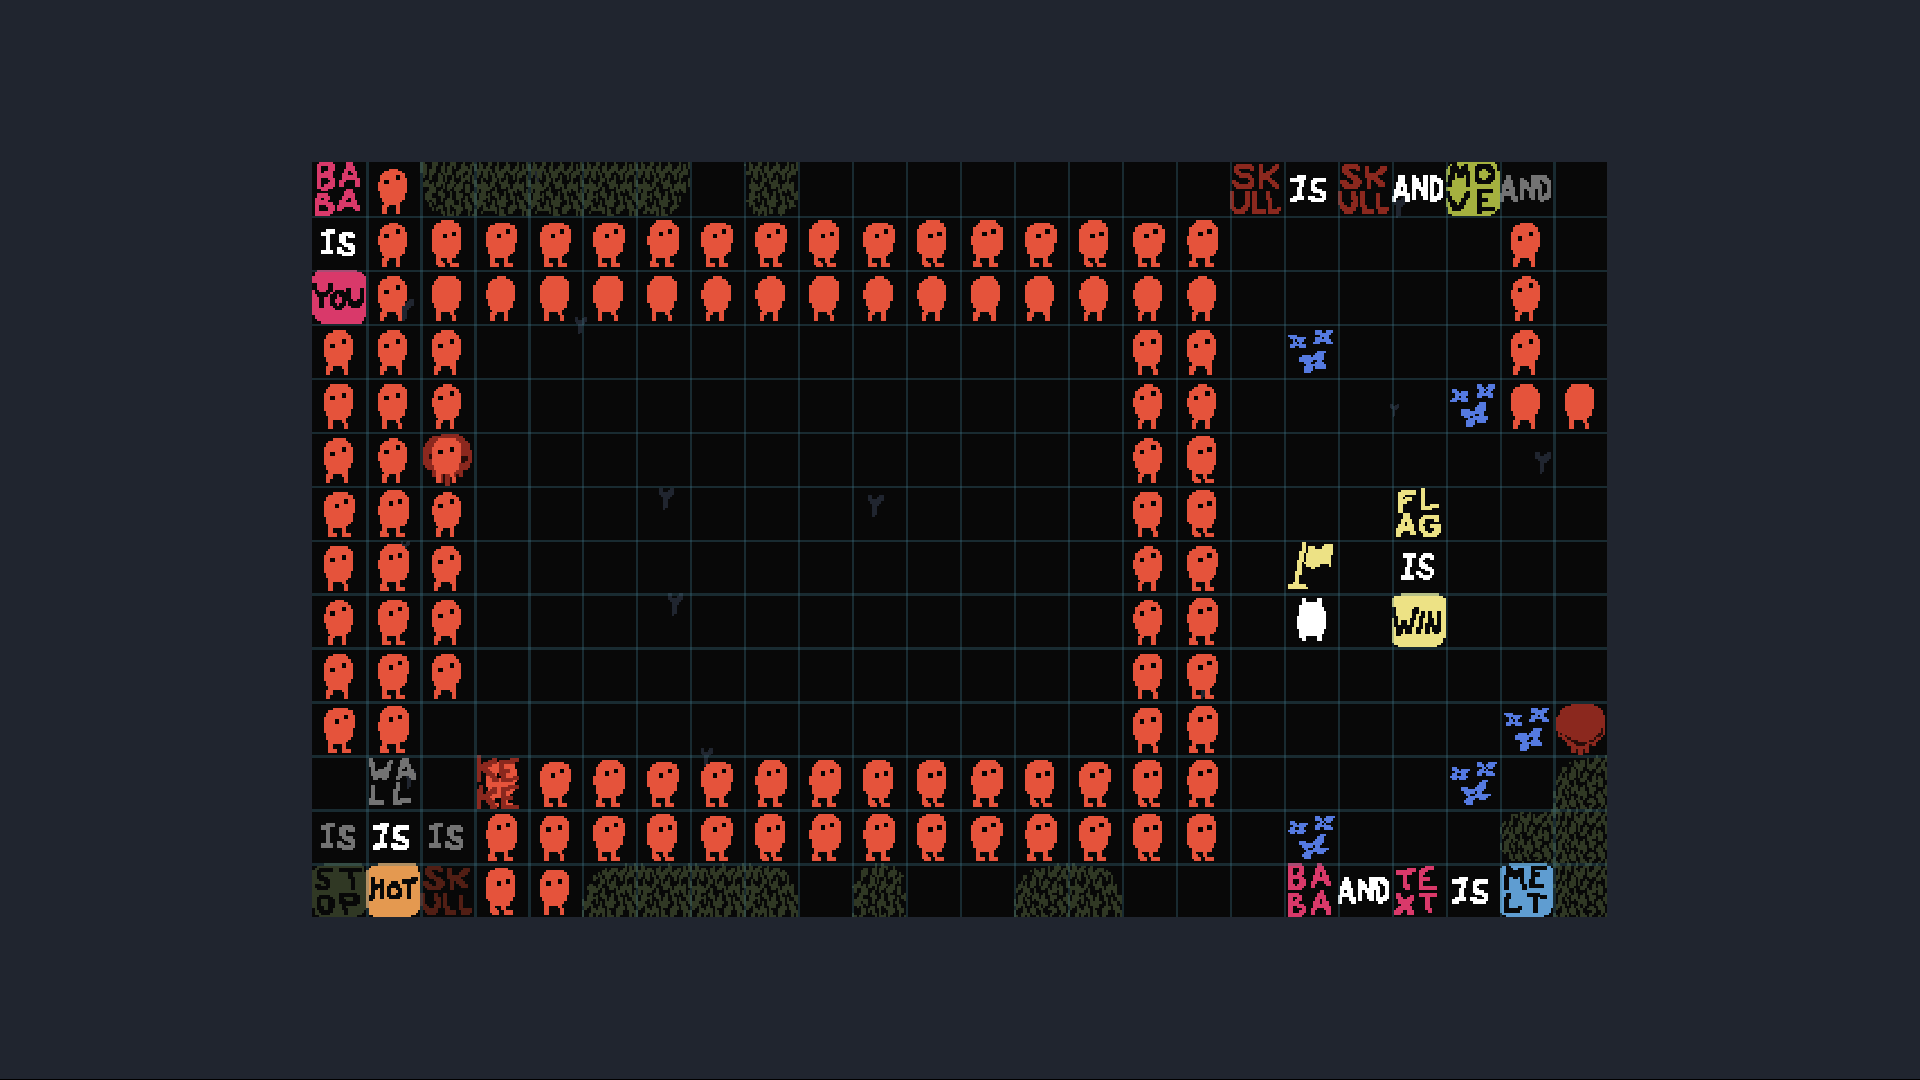 BABA
SKULL IS SKULL AND MOVE AND
IS
YOU
FLAG
IS
WIN
WALL KEKE
IS IS IS
STOP HOT SKULL
BABA AND TEXT IS MELT